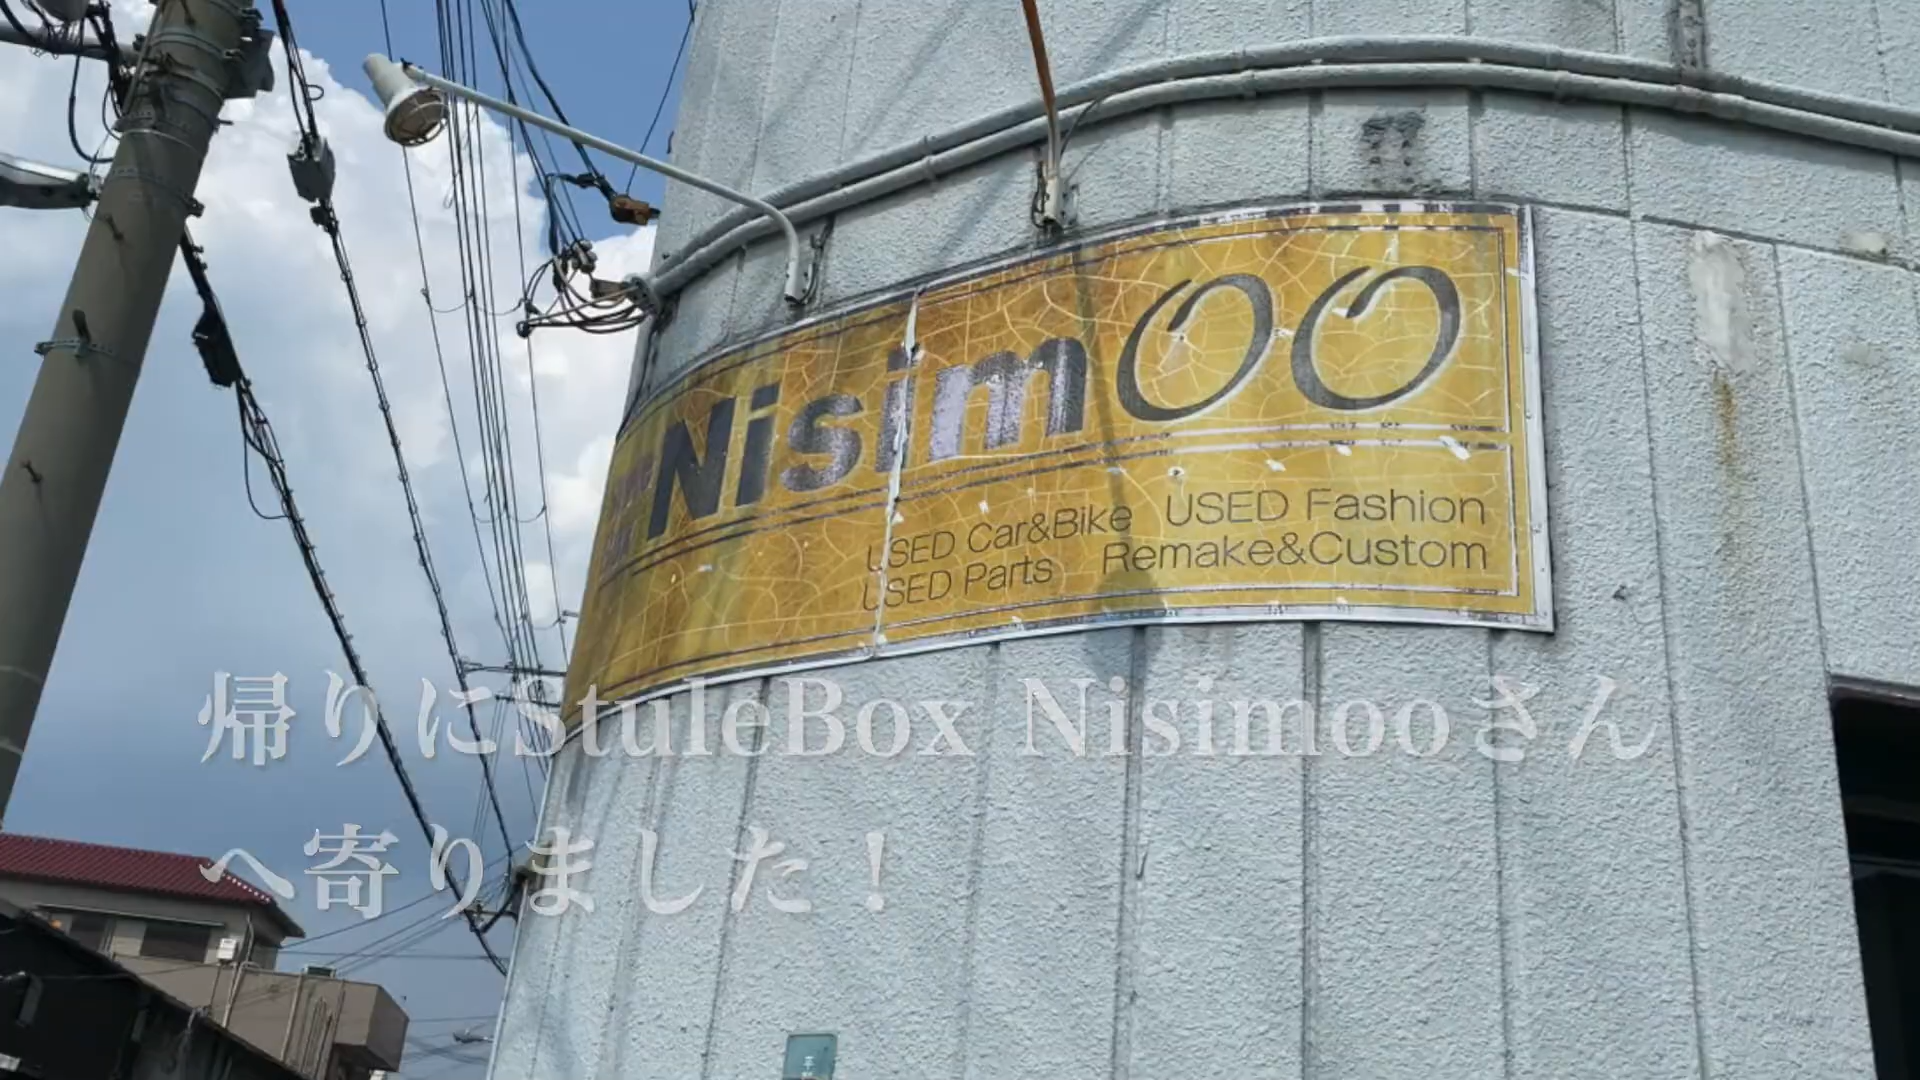 Nisimoo
USED Car&Bike USED Fashion
USED Parts Remake&Custom
帰りにStuleBox Nisimooさん
へ寄りました！